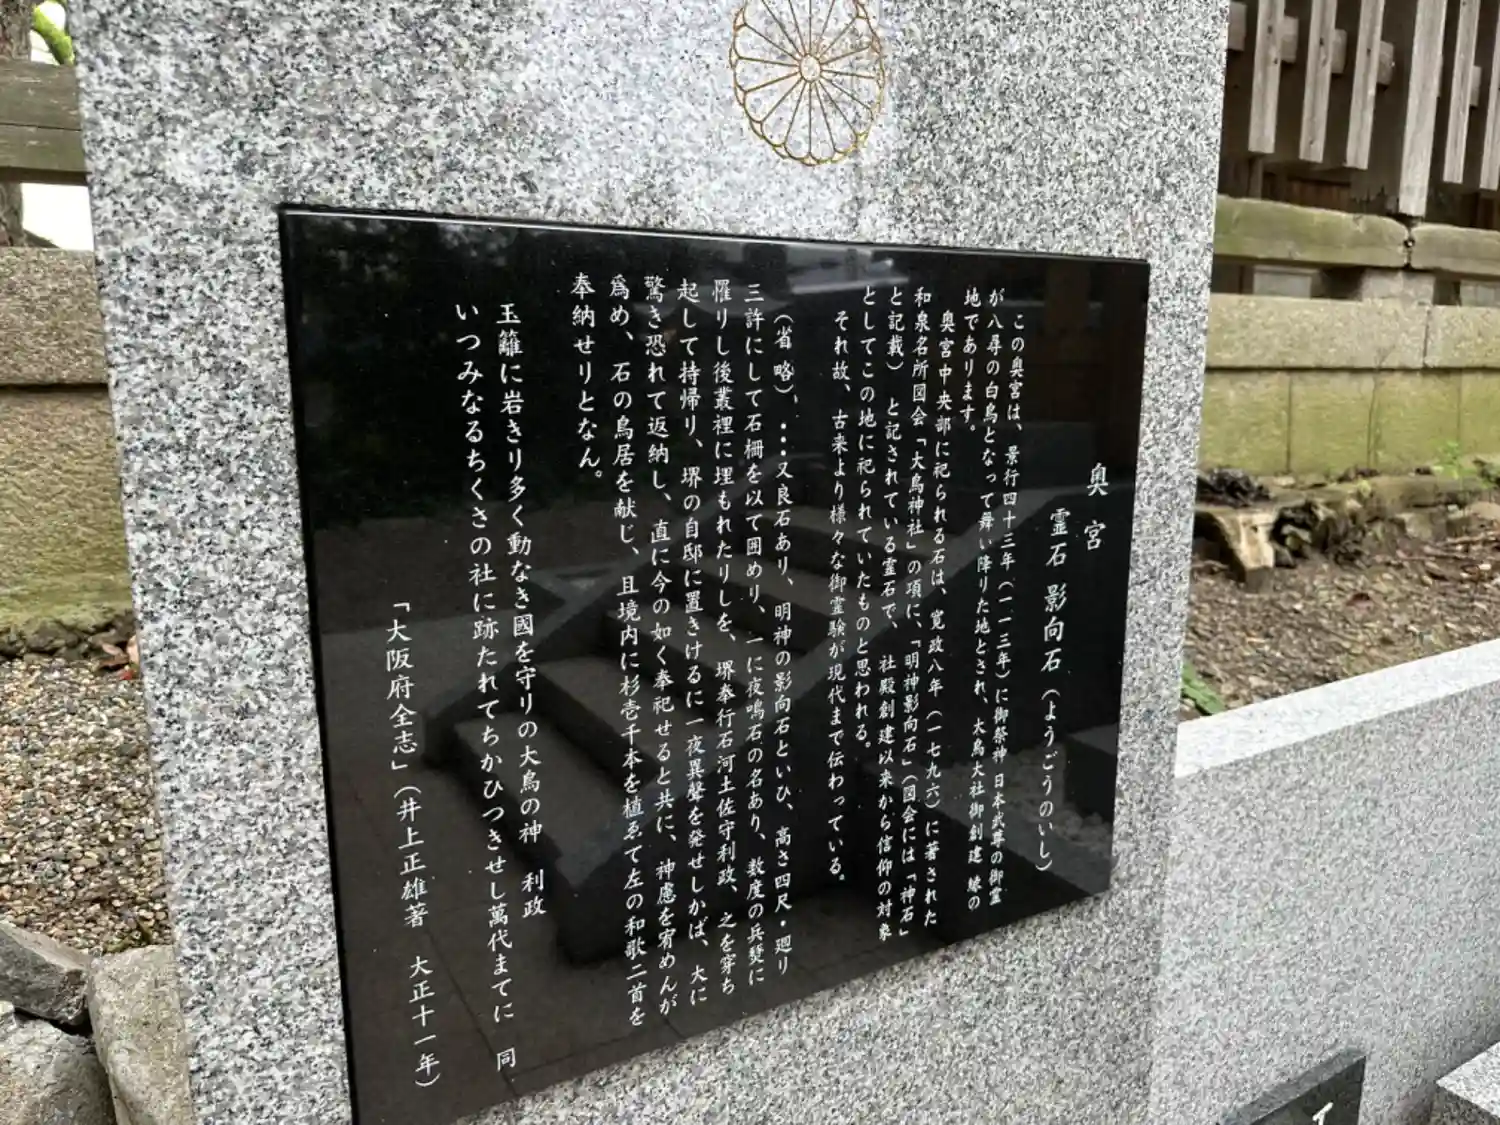 奥宮
霊石 影向石（ようごうのいし）
この奥宮は、景行四十三年（一一三年）に御祭神 日本武尊の御霊
が八尋の白鳥となって舞い降りた地とされ、大鳥大社御創建 縁の
地であります。
奥宮中央部に祀られる石は、寛政八年（一七九六）に著された
和泉名所図会「大鳥神社」の項に、「明神影向石」（図会には「神石」
と記載）と記されている霊石で、社殿創建以来から信仰の対象
としてこの地に祀られていたものと思われる。
それ故、古来より様々な御霊験が現代まで伝わっている。
（省略）…又良石あり、明神の影向石といひ、高さ四尺・廻り
三許にして石柵を以て囲めり、一に夜鳴石の名あり、数度の兵燹に
罹りし後叢裡に埋もれたりしを、堺奉行石河土佐守利政、之を穿ち
起して持帰り、堺の自邸に置きけるに一夜異聲を発せしかば、大に
驚き恐れて返納し、直に今の如く奉祀せると共に、神慮を宥めんが
爲め、石の鳥居を献じ、且境内に杉壱千本を植ゑて左の和歌二首を
奉納せりとなん。
玉籬に岩きり多く動なき國を守りの大鳥の神 利政
いつみなるちくさの社に跡たれてちかひつきせし萬代まてに 同
「大阪府全志」（井上正雄著 大正十一年）